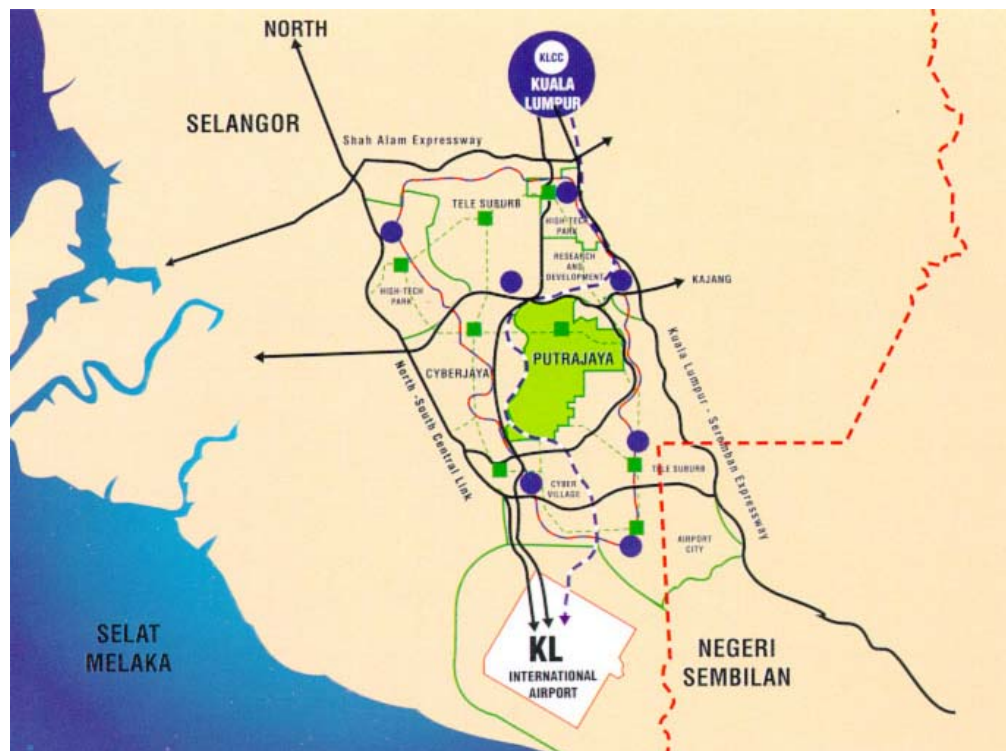 NORTH
KLCC
KUALA
LUMPUR
SELANGOR
Shah Alam Expressway
TELE SUBURB
HIGH-TECH
PARK
RESEARCH
AND
DEVELOPMENT
KAJANG
HIGH-TECH
PARK
PUTRAJAYA
CYBERJAYA
Kuala Lumpur - Seremban Expressway
North -South Central Link
TELE SUBURB
CYBER
VILLAGE
AIRPORT
CITY
SELAT
MELAKA
KL
INTERNATIONAL
AIRPORT
NEGERI
SEMBILAN